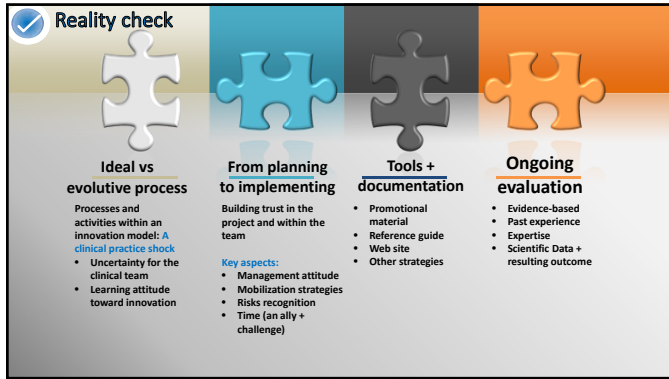 Reality check
Ideal vs
evolutive process
Processes and
activities within an
innovation model: A
clinical practice shock
• Uncertainty for the
clinical team
• Learning attitude
toward innovation
From planning
to implementing
Building trust in the
project and within the
team
Key aspects:
• Management attitude
• Mobilization strategies
• Risks recognition
• Time (an ally +
challenge)
Tools +
documentation
• Promotional
material
• Reference guide
• Web site
• Other strategies
Ongoing
evaluation
• Evidence-based
• Past experience
• Expertise
• Scientific Data +
resulting outcome